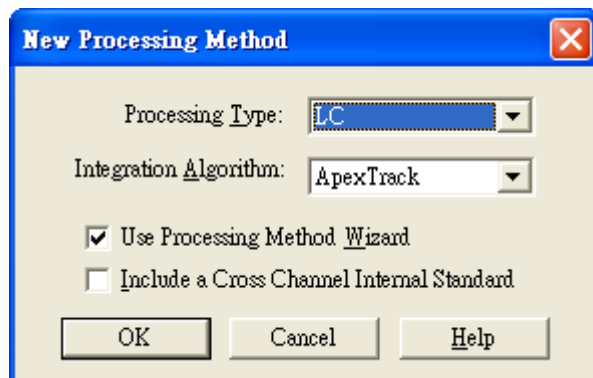 New Processing Method
Processing Type: LC
Integration Algorithm: ApexTrack
Use Processing Method Wizard
Include a Cross Channel Internal Standard
OK Cancel Help